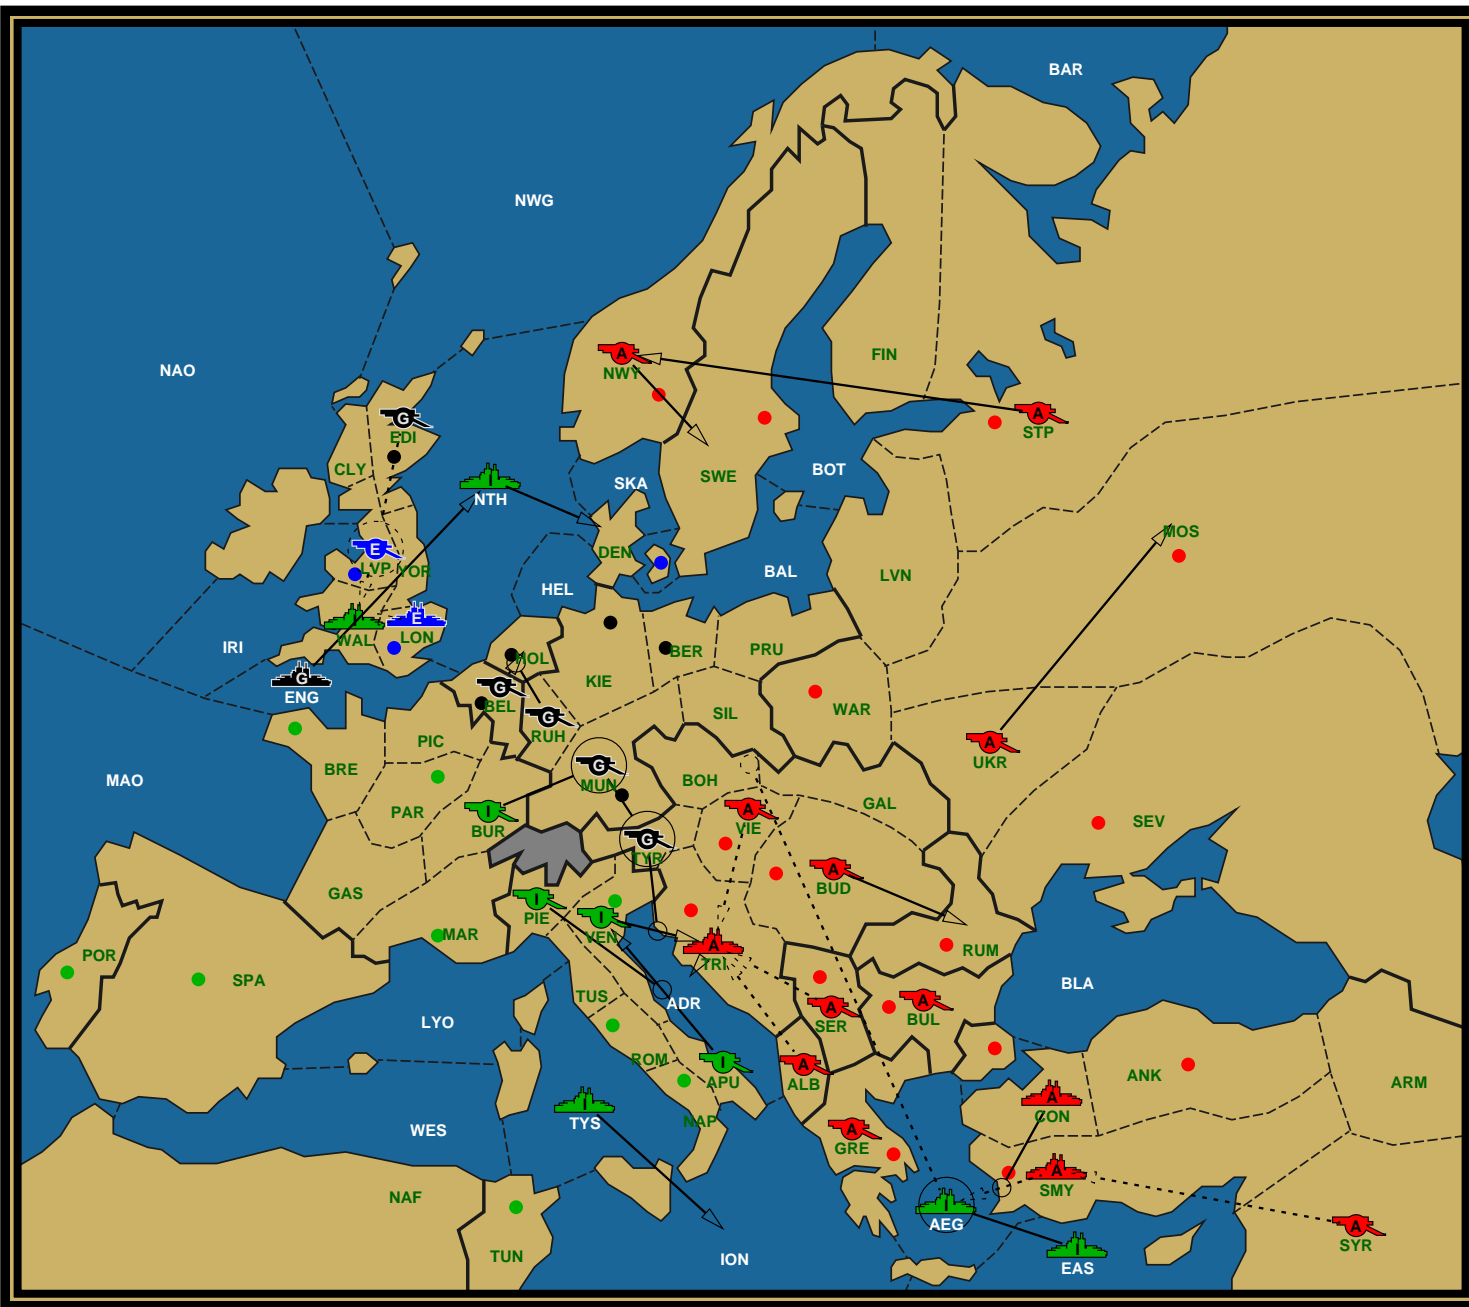 BAR
NWG
NAO
A
NWY
FIN
A
STP
G
EDI
CLY
SKA
BOT
SWE
I
NTH
MOS
E
LVP
YOR
DEN
HEL
BAL
LVN
I
WAL
E
LON
IRI
HOL
BER
PRU
KIE
G
ENG
G
BEL
SIL
WAR
G
RUH
PIC
A
UKR
BRE
G
MUN
BOH
MAO
PAR
I
BUR
A
VIE
GAL
SEV
G
TYR
GAS
A
BUD
I
PIE
I
VEN
MAR
A
TRI
POR
SPA
RUM
BLA
TUS
ADR
A
SER
A
BUL
LYO
ROM
I
APU
A
ALB
ANK
ARM
I
TYS
NAP
A
CON
WES
A
GRE
NAF
A
SMY
I
AEG
A
SYR
TUN
ION
I
EAS